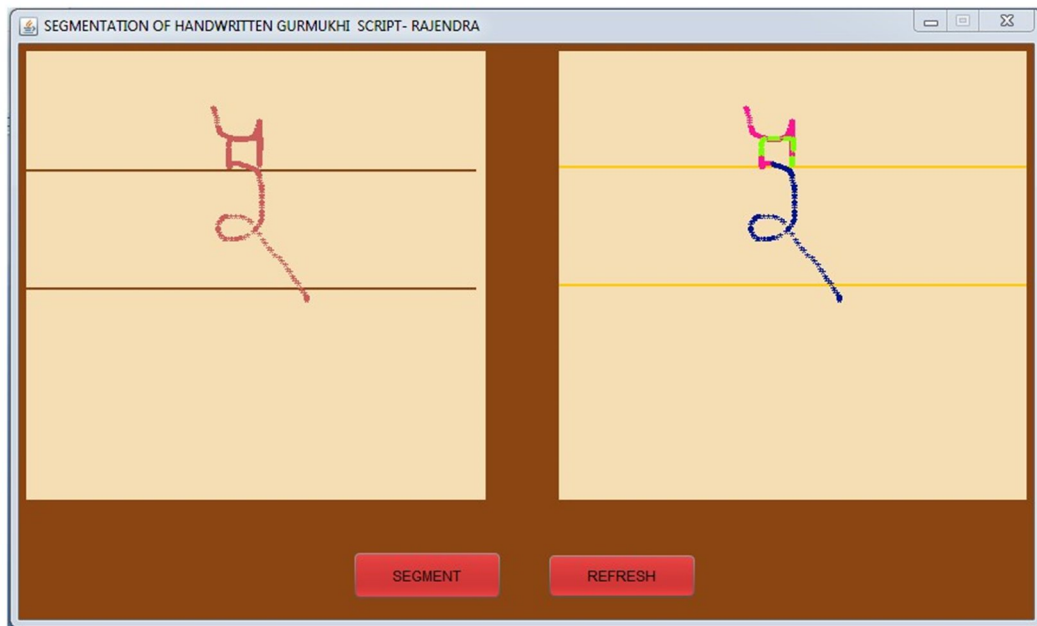 SEGMENTATION OF HANDWRITTEN GURMUKHI SCRIPT- RAJENDRA
SEGMENT
REFRESH